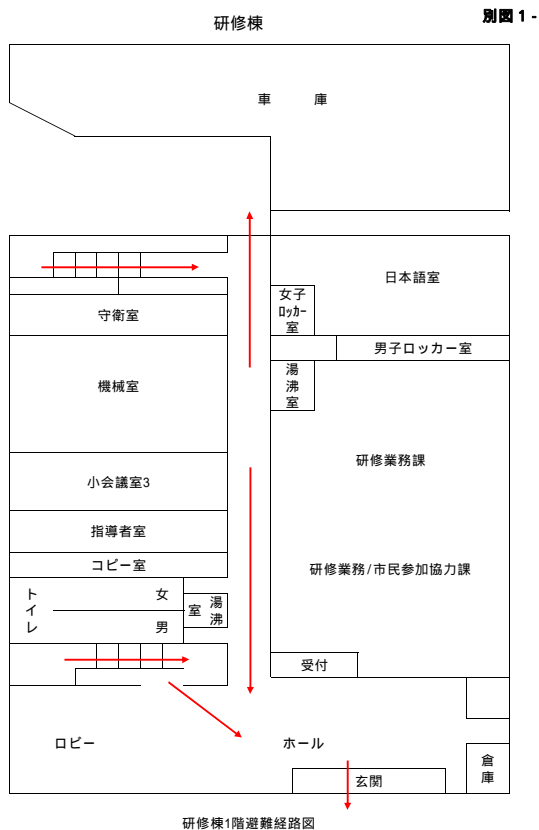 研修棟
別図１-
車 庫
日本語室
女子
ﾛｯｶｰ
室
守衛室
男子ロッカー室
湯
沸
室
機械室
研修業務課
小会議室3
指導者室
コピー室
研修業務/市民参加協力課
トイレ
女
男
湯沸
室
受付
ロビー
ホール
倉
庫
玄関
研修棟1階避難経路図